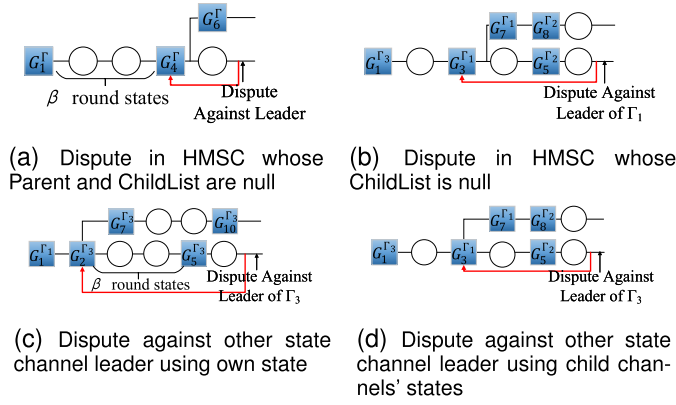 G_6^Γ
G_1^Γ G_4^Γ
β round states
Dispute
Against Leader
(a) Dispute in HMSC whose
Parent and ChildList are null
G_7^{Γ_1} G_8^{Γ_2}
G_1^{Γ_3} G_3^{Γ_1} G_5^{Γ_2}
Dispute Against
Leader of Γ_1
(b) Dispute in HMSC whose
ChildList is null
G_7^{Γ_3} G_10^{Γ_3}
G_1^{Γ_1} G_2^{Γ_3} G_5^{Γ_3}
β round states
Dispute Against
Leader of Γ_3
(c) Dispute against other state
channel leader using own state
G_7^{Γ_1} G_8^{Γ_2}
G_1^{Γ_3} G_3^{Γ_1} G_5^{Γ_2}
Dispute Against
Leader of Γ_3
(d) Dispute against other state
channel leader using child chan-
nels' states